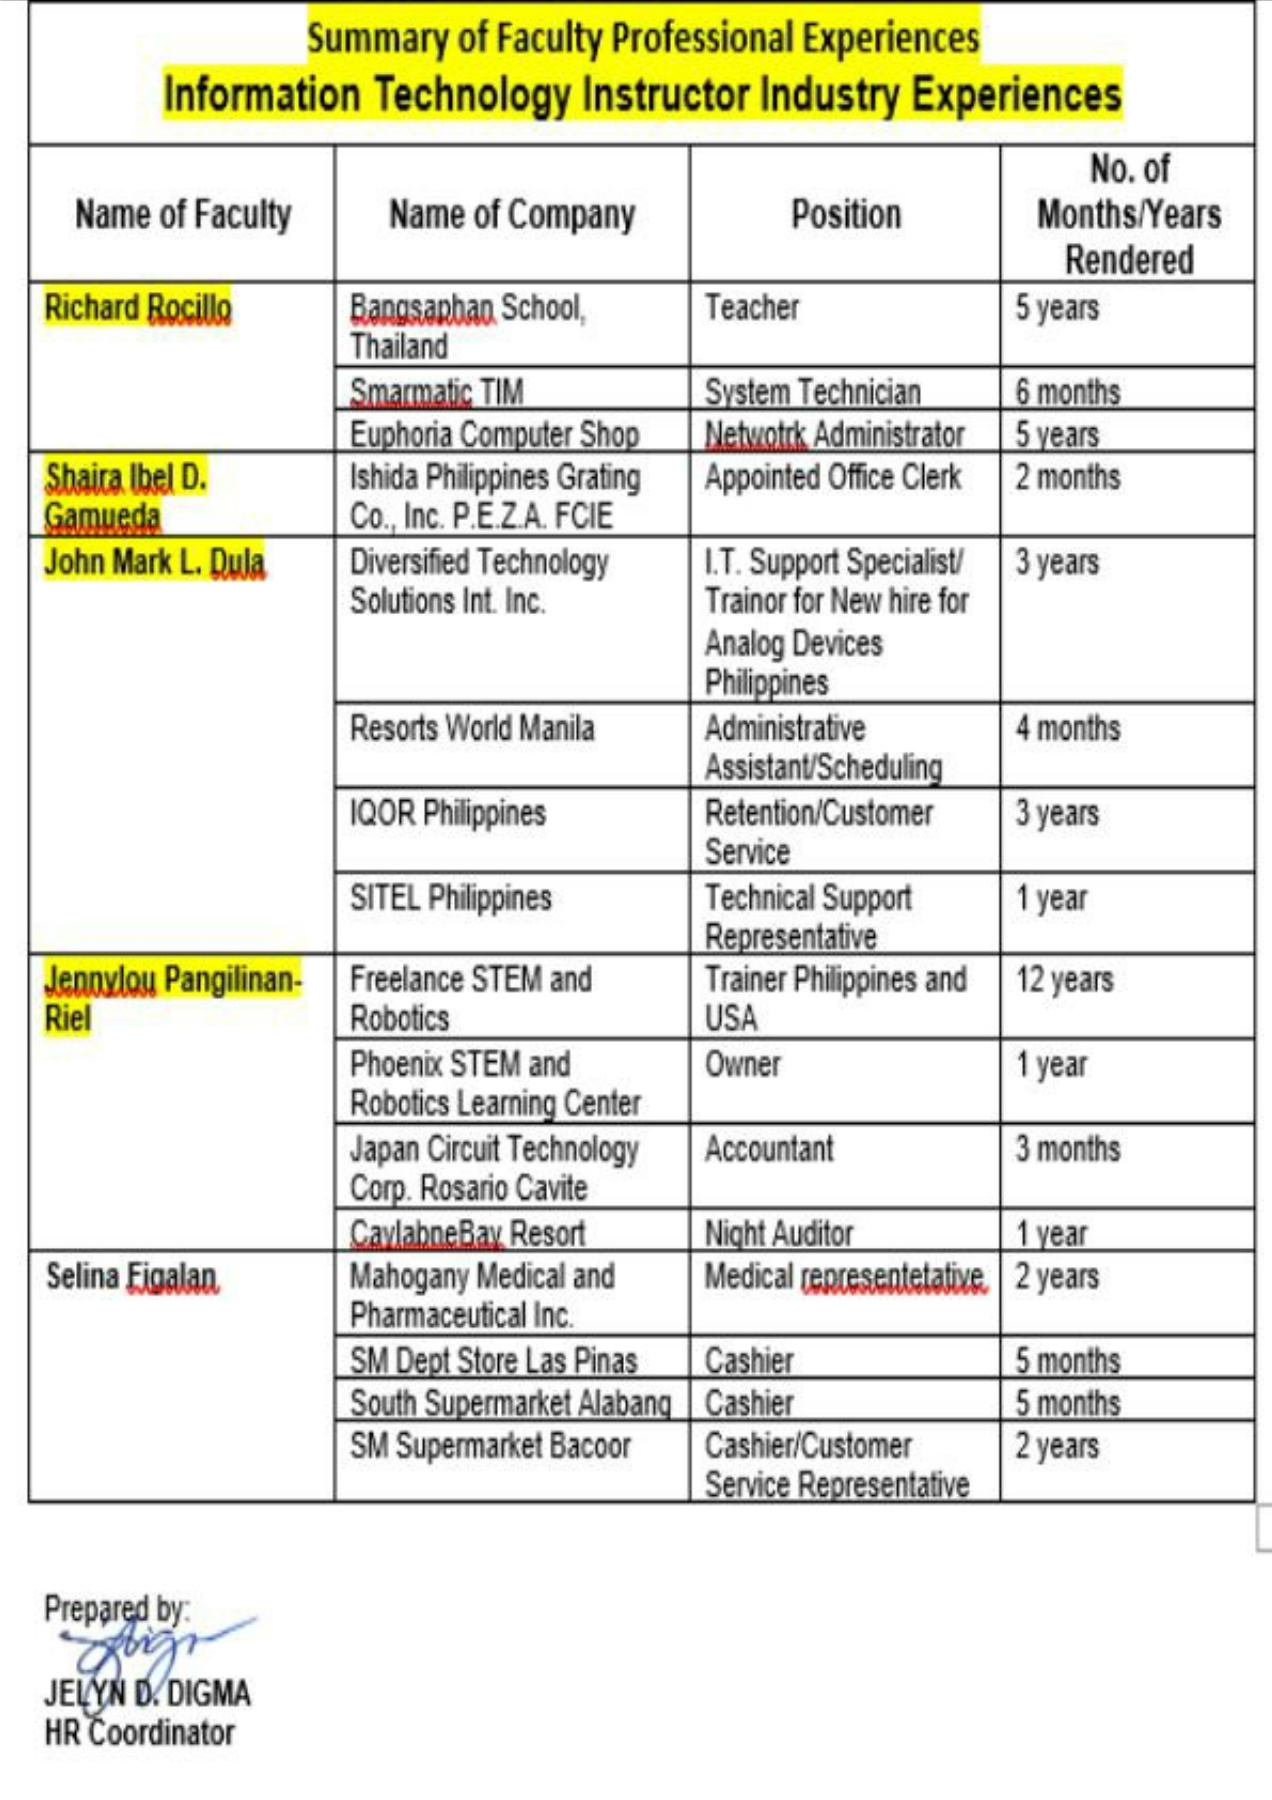 Summary of Faculty Professional Experiences
Information Technology Instructor Industry Experiences
Name of Faculty
Name of Company
Position
No. of
Months/Years
Rendered
Richard Rocillo
Bangsaphan School,
Thailand
Teacher
5 years
Smarmatic TIM
System Technician
6 months
Euphoria Computer Shop
Netwotrk Administrator
5 years
Shaira Ibel D.
Gamueda
Ishida Philippines Grating
Co., Inc. P.E.Z.A. FCIE
Appointed Office Clerk
2 months
John Mark L. Dula
Diversified Technology
Solutions Int. Inc.
I.T. Support Specialist/
Trainor for New hire for
Analog Devices
Philippines
3 years
Resorts World Manila
Administrative
Assistant/Scheduling
4 months
IQOR Philippines
Retention/Customer
Service
3 years
SITEL Philippines
Technical Support
Representative
1 year
Jennylou Pangilinan-
Riel
Freelance STEM and
Robotics
Trainer Philippines and
USA
12 years
Phoenix STEM and
Robotics Learning Center
Owner
1 year
Japan Circuit Technology
Corp. Rosario Cavite
Accountant
3 months
CaylabneBay Resort
Night Auditor
1 year
Selina Figalan
Mahogany Medical and
Pharmaceutical Inc.
Medical representetative
2 years
SM Dept Store Las Pinas
Cashier
5 months
South Supermarket Alabang
Cashier
5 months
SM Supermarket Bacoor
Cashier/Customer
Service Representative
2 years
Prepared by:
JELYN D. DIGMA
HR Coordinator